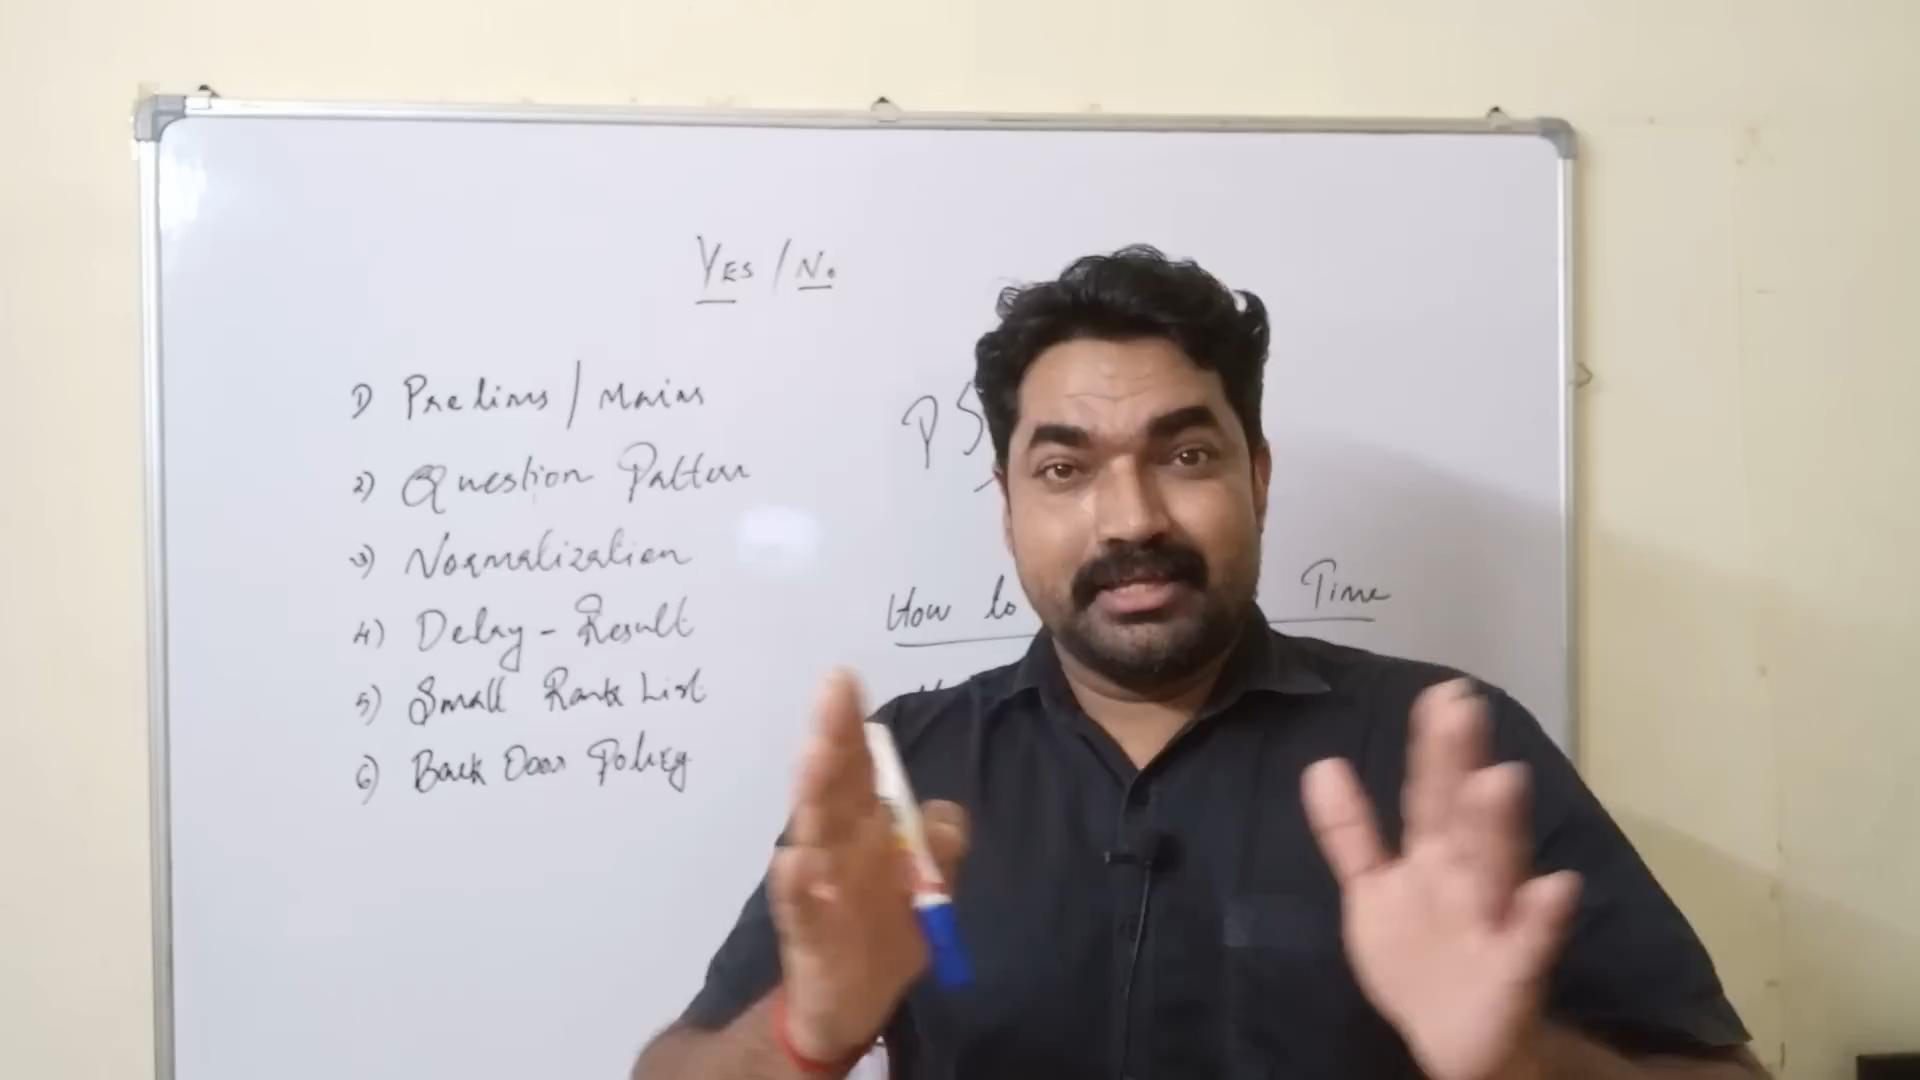 YES / No
1) Prelims / Mains
2) Question Pattern
3) Normalization
4) Delay - Result
5) Small Rank List
6) Back Door Policy
PS
How to Time